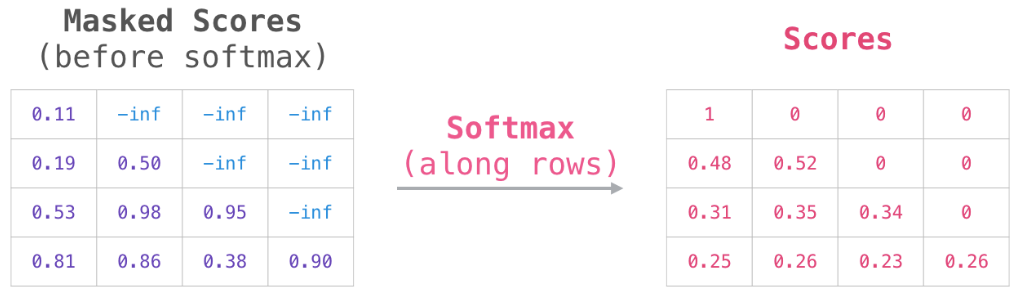 Masked Scores
(before softmax)
0.11 -inf -inf -inf
0.19 0.50 -inf -inf
0.53 0.98 0.95 -inf
0.81 0.86 0.38 0.90
Softmax
(along rows)
Scores
1 0 0 0
0.48 0.52 0 0
0.31 0.35 0.34 0
0.25 0.26 0.23 0.26